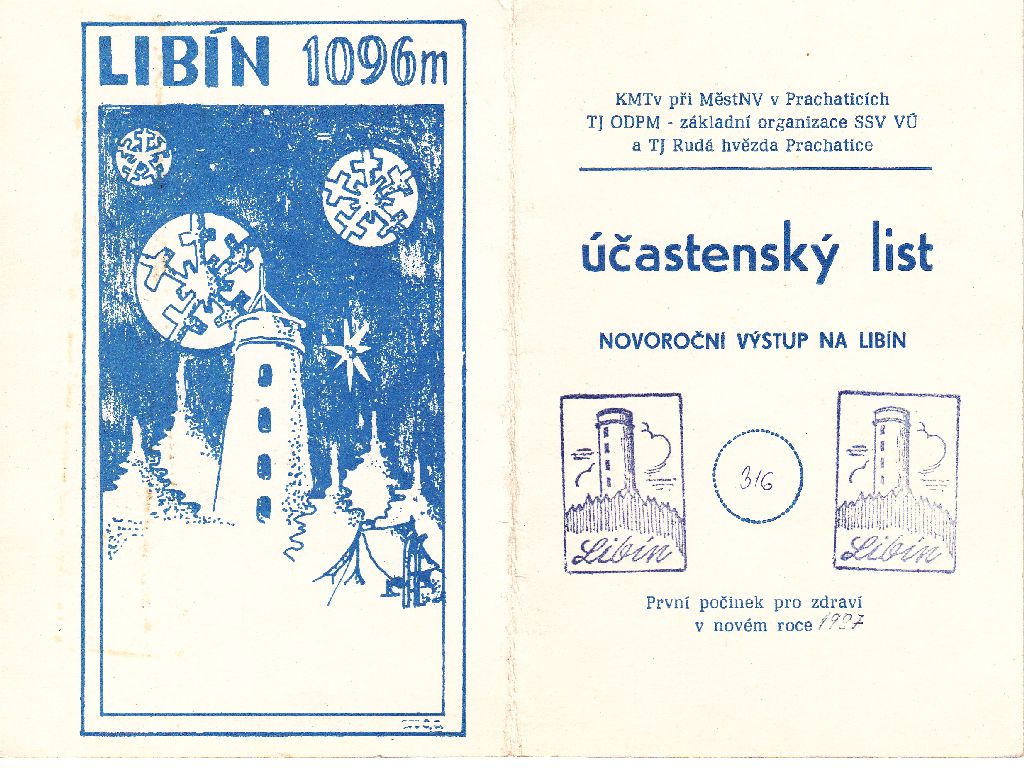 LIBÍN 1096m
KMTv při MěstNV v Prachaticích
TJ ODPM - základní organizace SSV VÚ
a TJ Rudá hvězda Prachatice
účastenský list
NOVOROČNÍ VÝSTUP NA LIBÍN
316
Libín
Libín
První počinek pro zdraví
v novém roce 1987